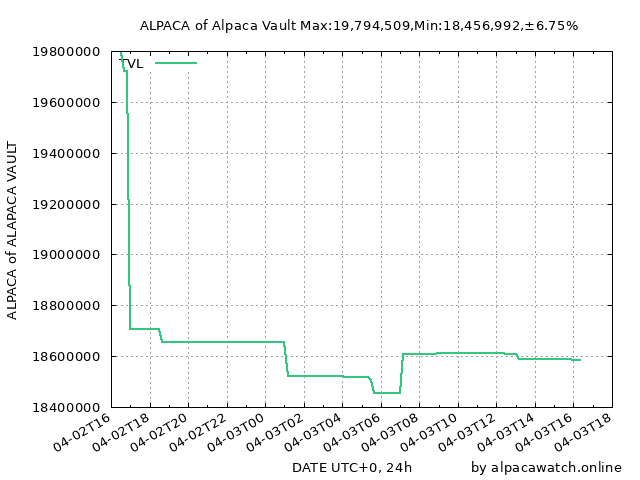 ALPACA of Alpaca Vault Max:19,794,509,Min:18,456,992,±6.75%
TVL
ALPACA of ALAPACA VAULT
19800000
19600000
19400000
19200000
19000000
18800000
18600000
18400000
04-02T16
04-02T18
04-02T20
04-02T22
04-03T00
04-03T02
04-03T04
04-03T06
04-03T08
04-03T10
04-03T12
04-03T14
04-03T16
04-03T18
DATE UTC+0, 24h
by alpacawatch.online